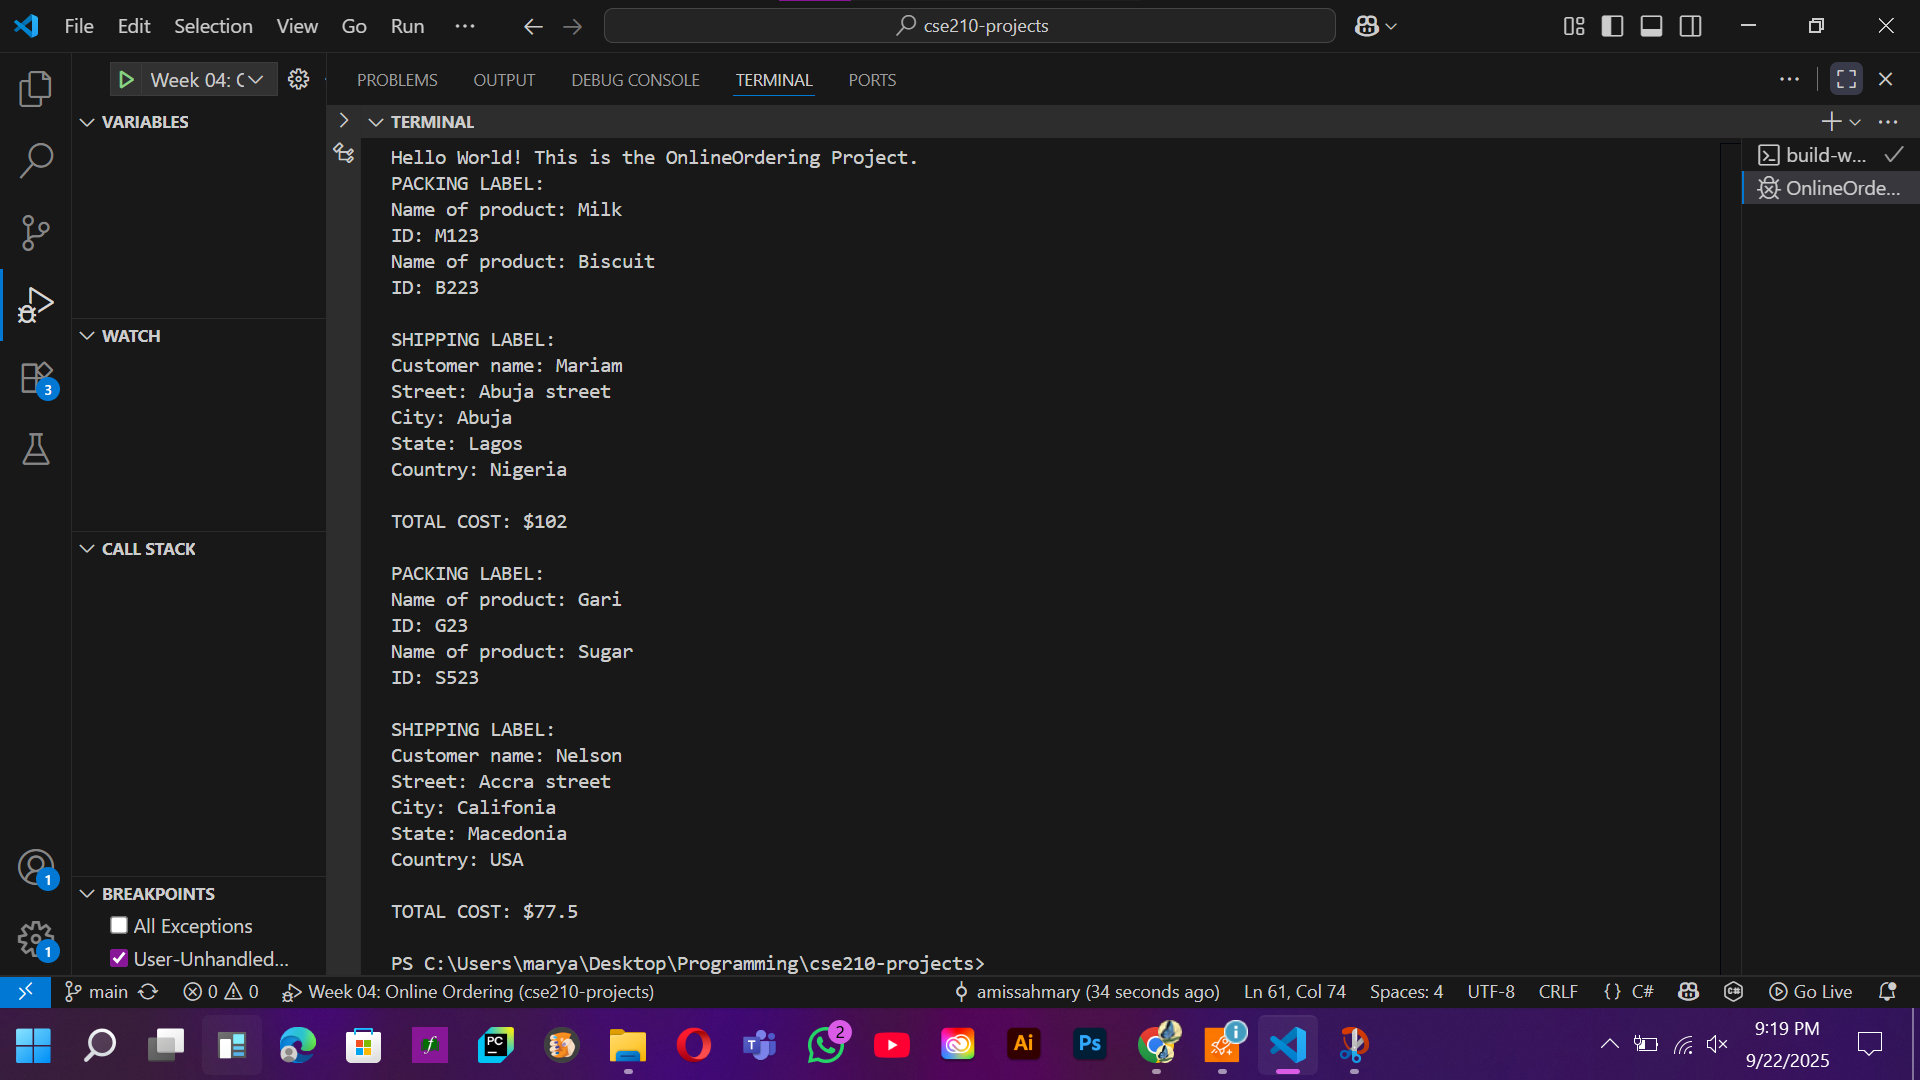 File Edit Selection View Go Run ···
cse210-projects
Week 04: C
PROBLEMS OUTPUT DEBUG CONSOLE TERMINAL PORTS
VARIABLES
WATCH
CALL STACK
BREAKPOINTS
All Exceptions
User-Unhandled...
3
1
1
TERMINAL
Hello World! This is the OnlineOrdering Project.
PACKING LABEL:
Name of product: Milk
ID: M123
Name of product: Biscuit
ID: B223
SHIPPING LABEL:
Customer name: Mariam
Street: Abuja street
City: Abuja
State: Lagos
Country: Nigeria
TOTAL COST: $102
PACKING LABEL:
Name of product: Gari
ID: G23
Name of product: Sugar
ID: S523
SHIPPING LABEL:
Customer name: Nelson
Street: Accra street
City: Califonia
State: Macedonia
Country: USA
TOTAL COST: $77.5
PS C:\Users\marya\Desktop\Programming\cse210-projects>
build-w...
OnlineOrde...
main 0 0 Week 04: Online Ordering (cse210-projects) amissahmary (34 seconds ago) Ln 61, Col 74 Spaces: 4 UTF-8 CRLF {} C# Go Live
f PC T 2 Ai Ps i
9:19 PM
9/22/2025